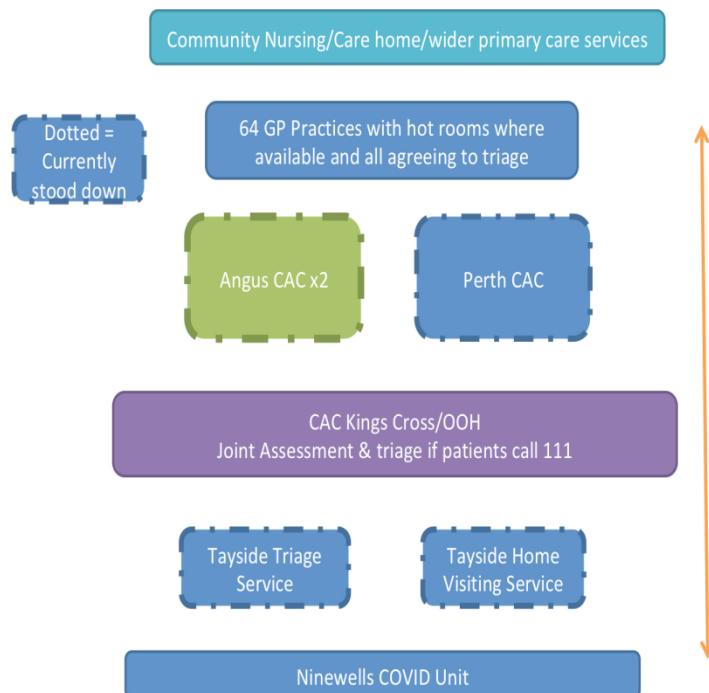 Community Nursing/Care home/wider primary care services
64 GP Practices with hot rooms where
available and all agreeing to triage
Dotted =
Currently
stood down
Angus CAC x2
Perth CAC
CAC Kings Cross/OOH
Joint Assessment & triage if patients call 111
Tayside Triage
Service
Tayside Home
Visiting Service
Ninewells COVID Unit